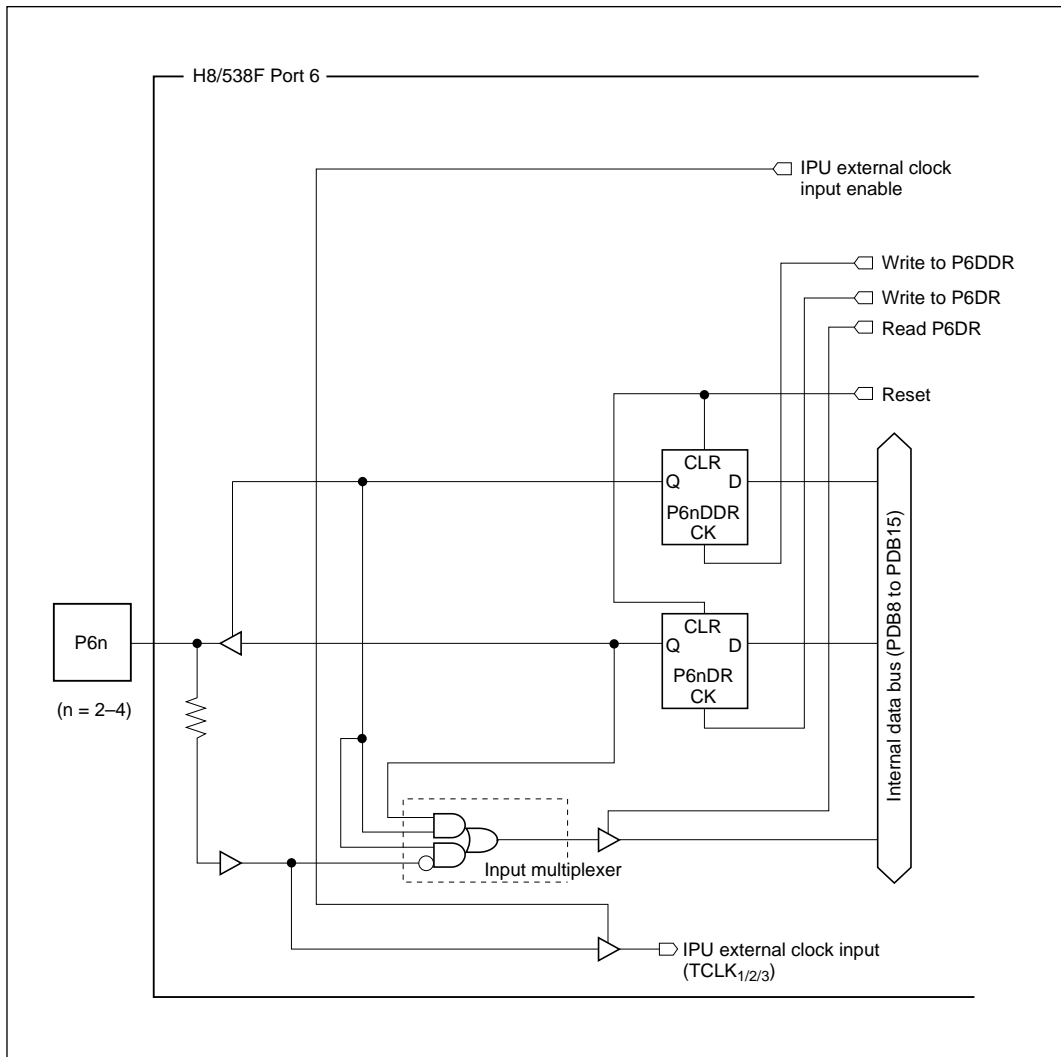 H8/538F Port 6
IPU external clock
input enable
Write to P6DDR
Write to P6DR
Read P6DR
Reset
CLR
Q D
P6nDDR
CK
Internal data bus (PDB8 to PDB15)
P6n
(n = 2–4)
CLR
Q D
P6nDR
CK
Input multiplexer
IPU external clock input
(TCLK1/2/3)